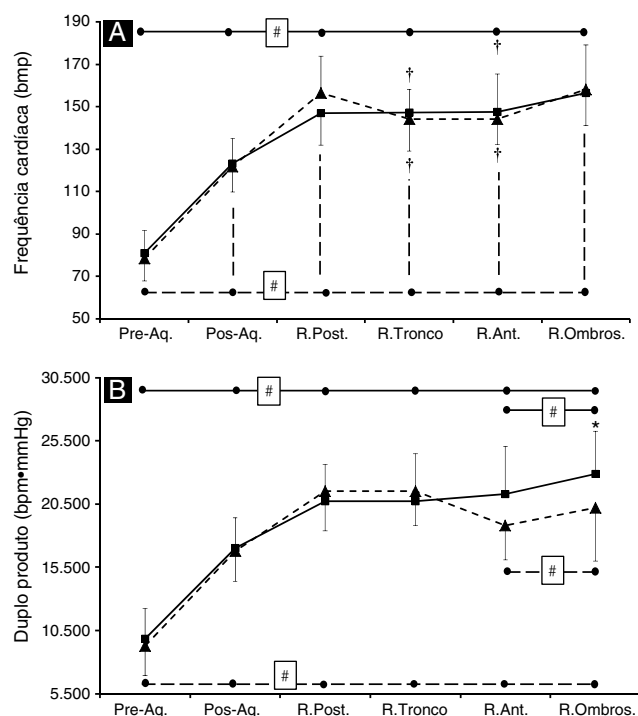 A
Frequência cardíaca (bmp)
190
170
150
130
110
90
70
50
#
†
†
†
†
#
Pre-Aq.
Pos-Aq.
R.Post.
R.Tronco
R.Ant.
R.Ombros.
B
Duplo produto (bpm•mmHg)
30.500
25.500
20.500
15.500
10.500
5.500
#
#
*
#
#
Pre-Aq.
Pos-Aq.
R.Post.
R.Tronco
R.Ant.
R.Ombros.